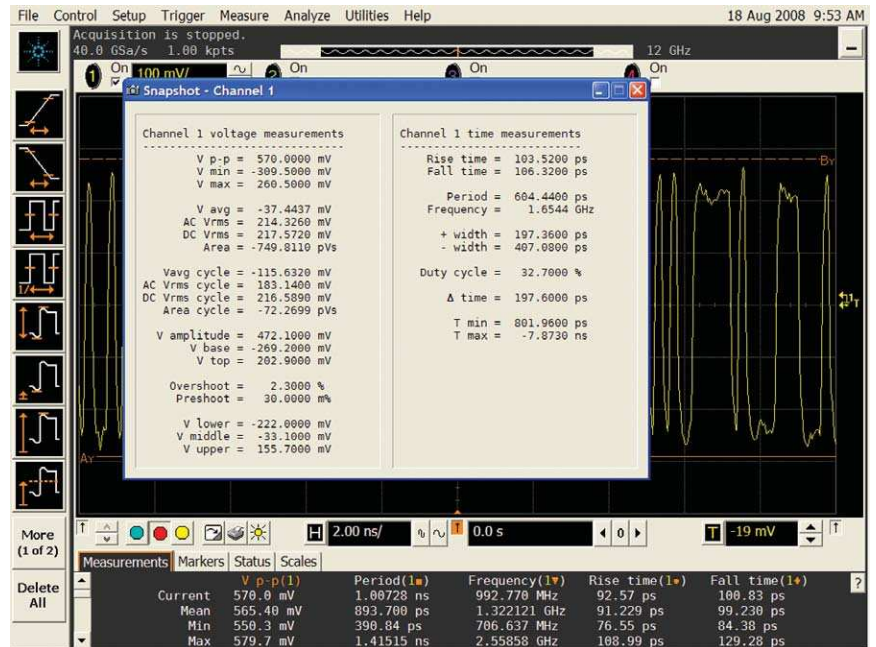 File Control Setup Trigger Measure Analyze Utilities Help 18 Aug 2008 9:53 AM
Acquisition is stopped.
40.0 GSa/s 1.00 kpts 12 GHz
1 On 100 mV/ 2 On 3 On 4 On
Snapshot - Channel 1
Channel 1 voltage measurements
V p-p = 570.0000 mV
V min = -309.5000 mV
V max = 260.5000 mV
V avg = -37.4437 mV
AC Vrms = 214.3260 mV
DC Vrms = 217.5720 mV
Area = -749.8110 pVs
Vavg cycle = -115.6320 mV
AC Vrms cycle = 183.1400 mV
DC Vrms cycle = 216.5890 mV
Area cycle = -72.2699 pVs
V amplitude = 472.1000 mV
V base = -269.2000 mV
V top = 202.9000 mV
Overshoot = 2.3000 %
Preshoot = 30.0000 m%
V lower = -222.0000 mV
V middle = -33.1000 mV
V upper = 155.7000 mV
Channel 1 time measurements
Rise time = 103.5200 ps
Fall time = 106.3200 ps
Period = 604.4400 ps
Frequency = 1.6544 GHz
+ width = 197.3600 ps
- width = 407.0800 ps
Duty cycle = 32.7000 %
Δ time = 197.6000 ps
T min = 801.9600 ps
T max = -7.8730 ns
By
Ay
1/
More
(1 of 2)
Delete
All
H 2.00 ns/ 0.0 s 0 T -19 mV
Measurements Markers Status Scales
V p-p(1) Period(1) Frequency(1) Rise time(1) Fall time(1) ?
Current 570.0 mV 1.00728 ns 992.770 MHz 92.57 ps 100.83 ps
Mean 565.40 mV 893.700 ps 1.322121 GHz 91.229 ps 99.230 ps
Min 550.3 mV 390.84 ps 706.637 MHz 76.55 ps 84.38 ps
Max 579.7 mV 1.41515 ns 2.55858 GHz 108.99 ps 129.28 ps